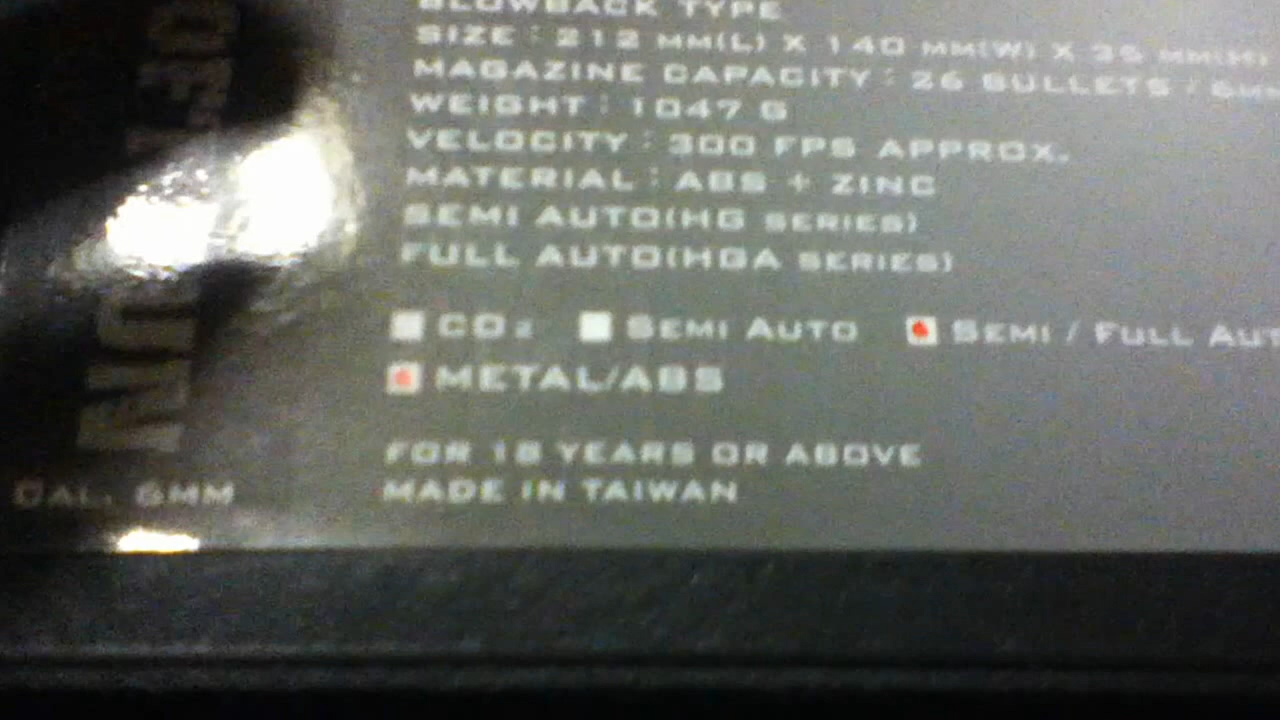 BLOWBACK TYPE
SIZE : 212 MM(L) X 140 MM(W) X 35 MM(H)
MAGAZINE CAPACITY : 26 BULLETS / 6MM
WEIGHT : 1047 G
VELOCITY : 300 FPS APPROX.
MATERIAL : ABS + ZINC
SEMI AUTO(HG SERIES)
FULL AUTO(HGA SERIES)
CO2 SEMI AUTO SEMI / FULL AUT
METAL/ABS
FOR 18 YEARS OR ABOVE
MADE IN TAIWAN
CAL. 6MM